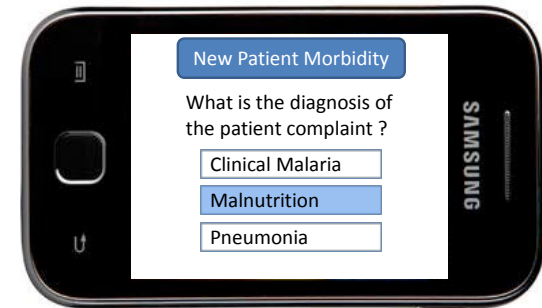 New Patient Morbidity
What is the diagnosis of
the patient complaint ?
Clinical Malaria
Malnutrition
Pneumonia
SAMSUNG